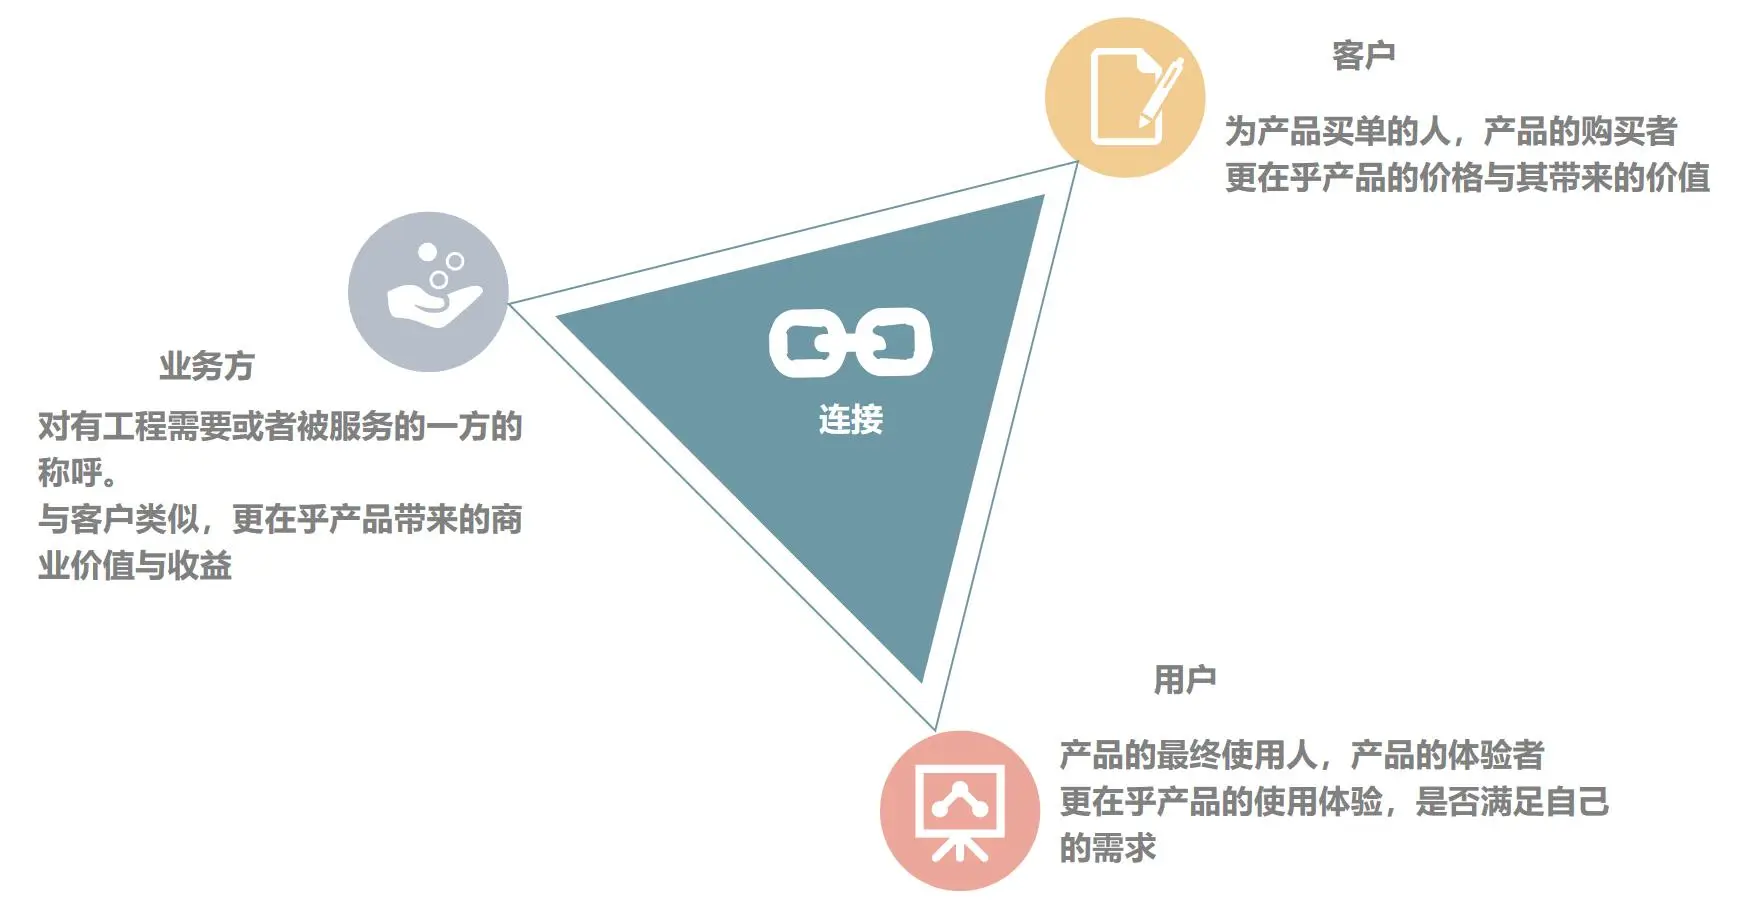 客户
为产品买单的人，产品的购买者
更在乎产品的价格与其带来的价值
业务方
对有工程需要或者被服务的一方的
称呼。
与客户类似，更在乎产品带来的商
业价值与收益
连接
用户
产品的最终使用人，产品的体验者
更在乎产品的使用体验，是否满足自己
的需求